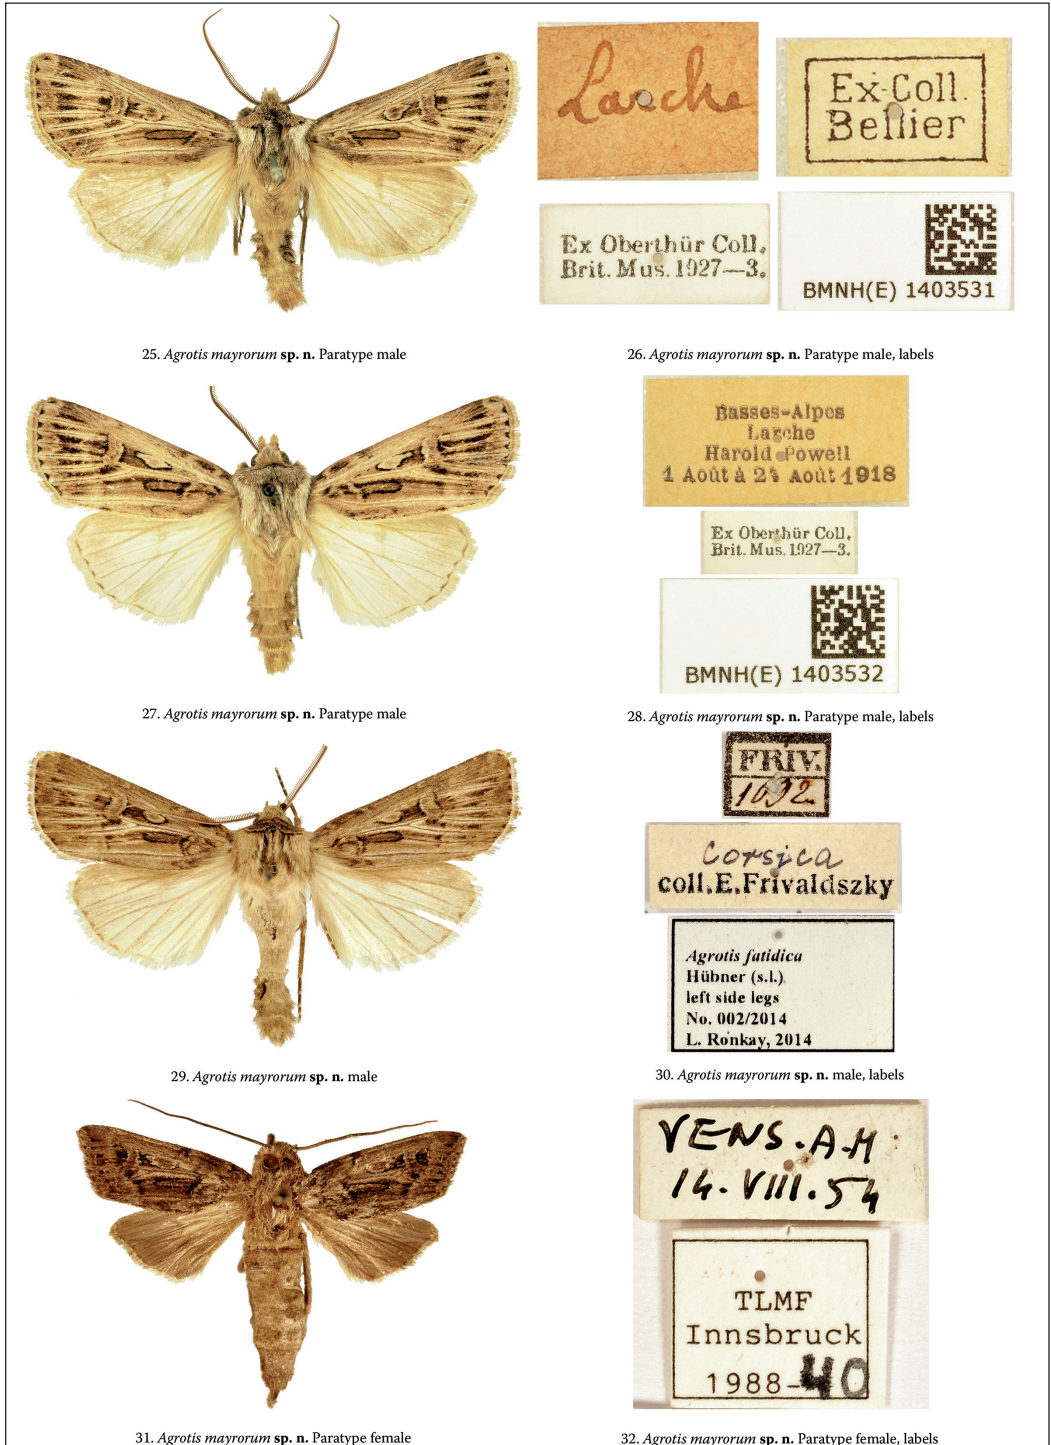 Larche
Ex Coll.
Bellier
Ex Oberthür Coll.
Brit. Mus. 1927—3.
BMNH(E) 1403531
25. Agrotis mayrorum sp. n. Paratype male
26. Agrotis mayrorum sp. n. Paratype male, labels
Basses-Alpes
Larche
Harold Powell
1 Août à 24 Août 1918
Ex Oberthür Coll.
Brit. Mus. 1927—3.
BMNH(E) 1403532
27. Agrotis mayrorum sp. n. Paratype male
28. Agrotis mayrorum sp. n. Paratype male, labels
FRIV.
1692.
Corsica
coll. E. Frivaldszky
Agrotis fatidica
Hübner (s.l.)
left side legs
No. 002/2014
L. Ronkay, 2014
29. Agrotis mayrorum sp. n. male
30. Agrotis mayrorum sp. n. male, labels
VENS. A.H
14. VIII. 54
TLMF
Innsbruck
1988-40
31. Agrotis mayrorum sp. n. Paratype female
32. Agrotis mayrorum sp. n. Paratype female, labels